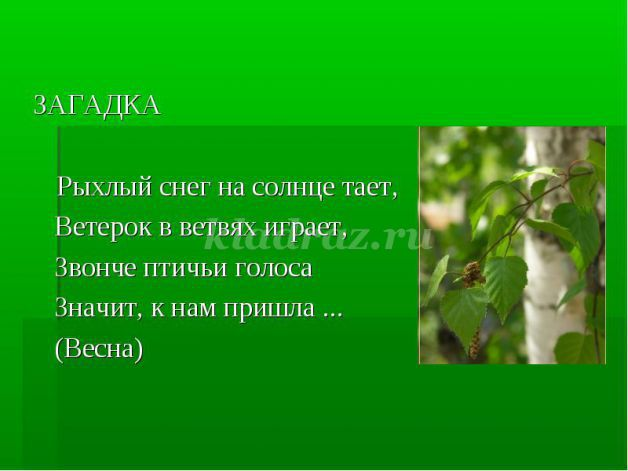 ЗАГАДКА
Рыхлый снег на солнце тает,
Ветерок в ветвях играет,
kladraz.ru
Звонче птичьи голоса
Значит, к нам пришла ...
(Весна)